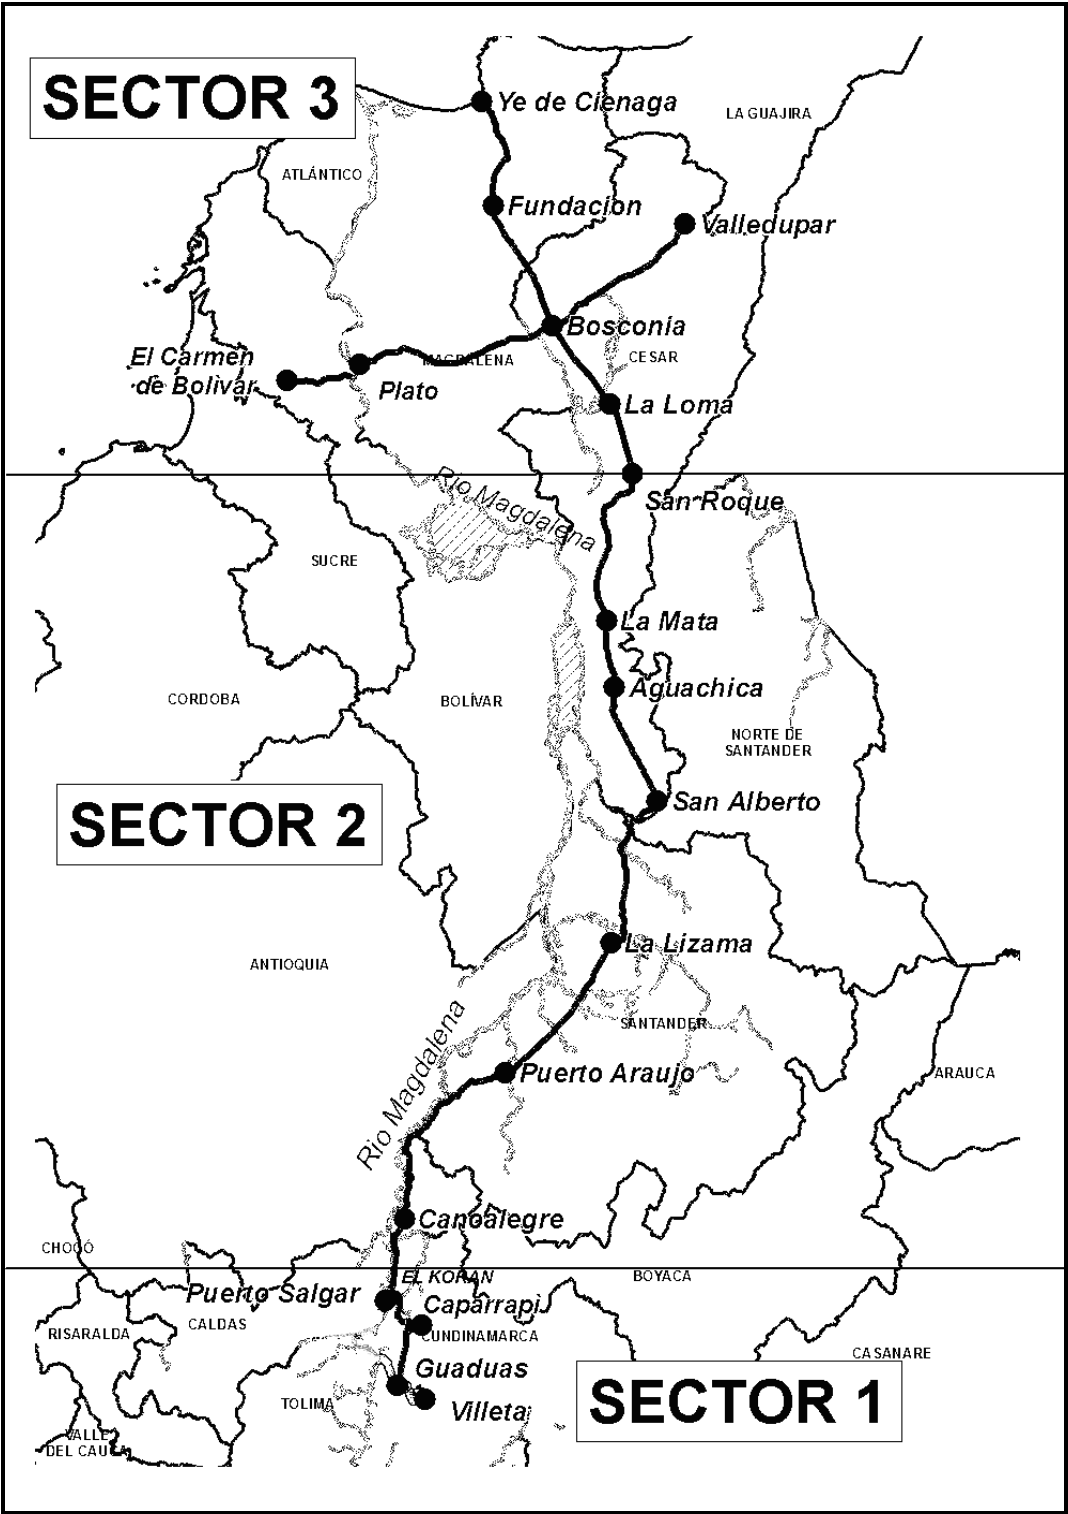 SECTOR 3
Ye de Cienaga
LA GUAJIRA
ATLÁNTICO
Fundacion
Valledupar
Bosconia
El Carmen
de Bolivar
MAGDALENA
CESAR
Plato
La Loma
Rio Magdalena
San Roque
SUCRE
La Mata
Aguachica
CORDOBA
BOLÍVAR
NORTE DE
SANTANDER
SECTOR 2
San Alberto
La Lizama
ANTIOQUIA
SANTANDER
Rio Magdalena
Puerto Araujo
ARAUCA
Canoalegre
CHOCÓ
EL KORAN
BOYACA
Puerto Salgar
Caparrapi
CALDAS
RISARALDA
CUNDINAMARCA
CASANARE
Guaduas
SECTOR 1
TOLIMA
Villeta
VALLE
DEL CAUCA